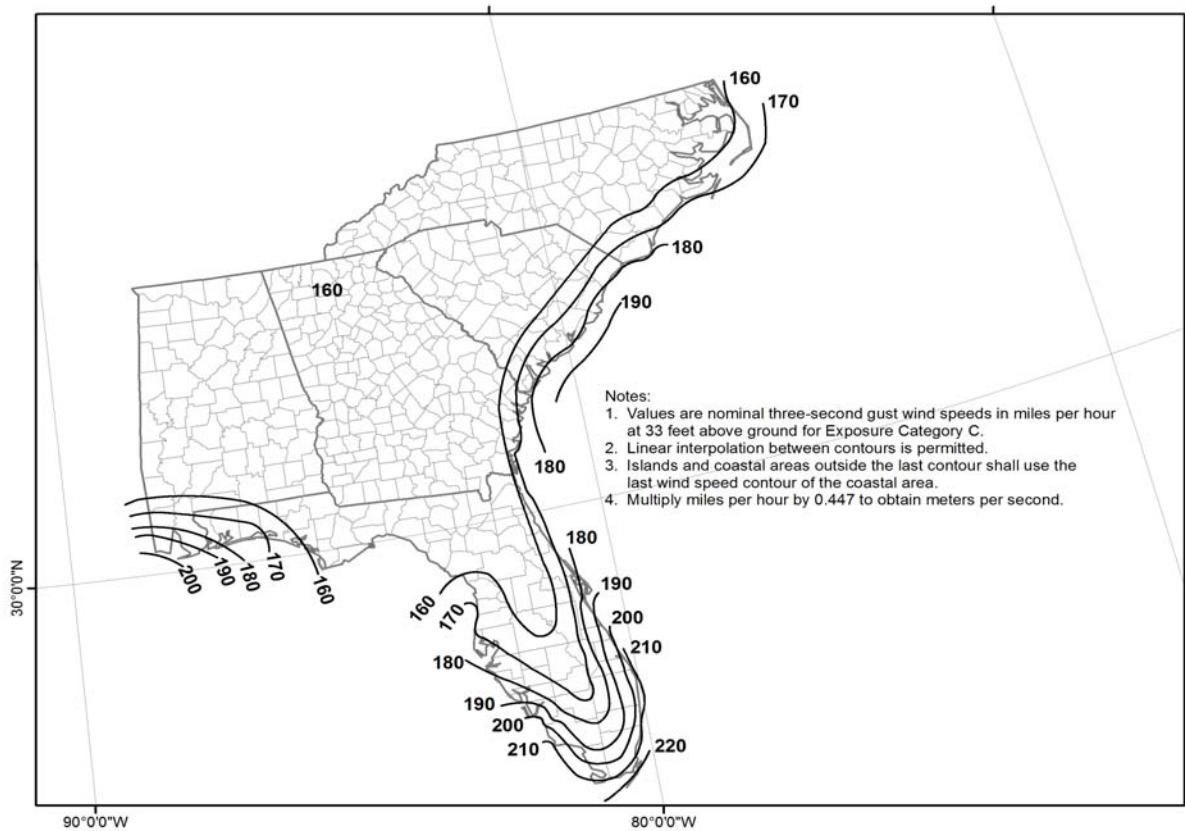 160
170
180
160
190
Notes:
1. Values are nominal three-second gust wind speeds in miles per hour
at 33 feet above ground for Exposure Category C.
2. Linear interpolation between contours is permitted.
3. Islands and coastal areas outside the last contour shall use the
last wind speed contour of the coastal area.
4. Multiply miles per hour by 0.447 to obtain meters per second.
180
200
190
180
170
160
180
190
200
210
160
170
180
190
200
210
220
30°0'0"N
90°0'0"W
80°0'0"W